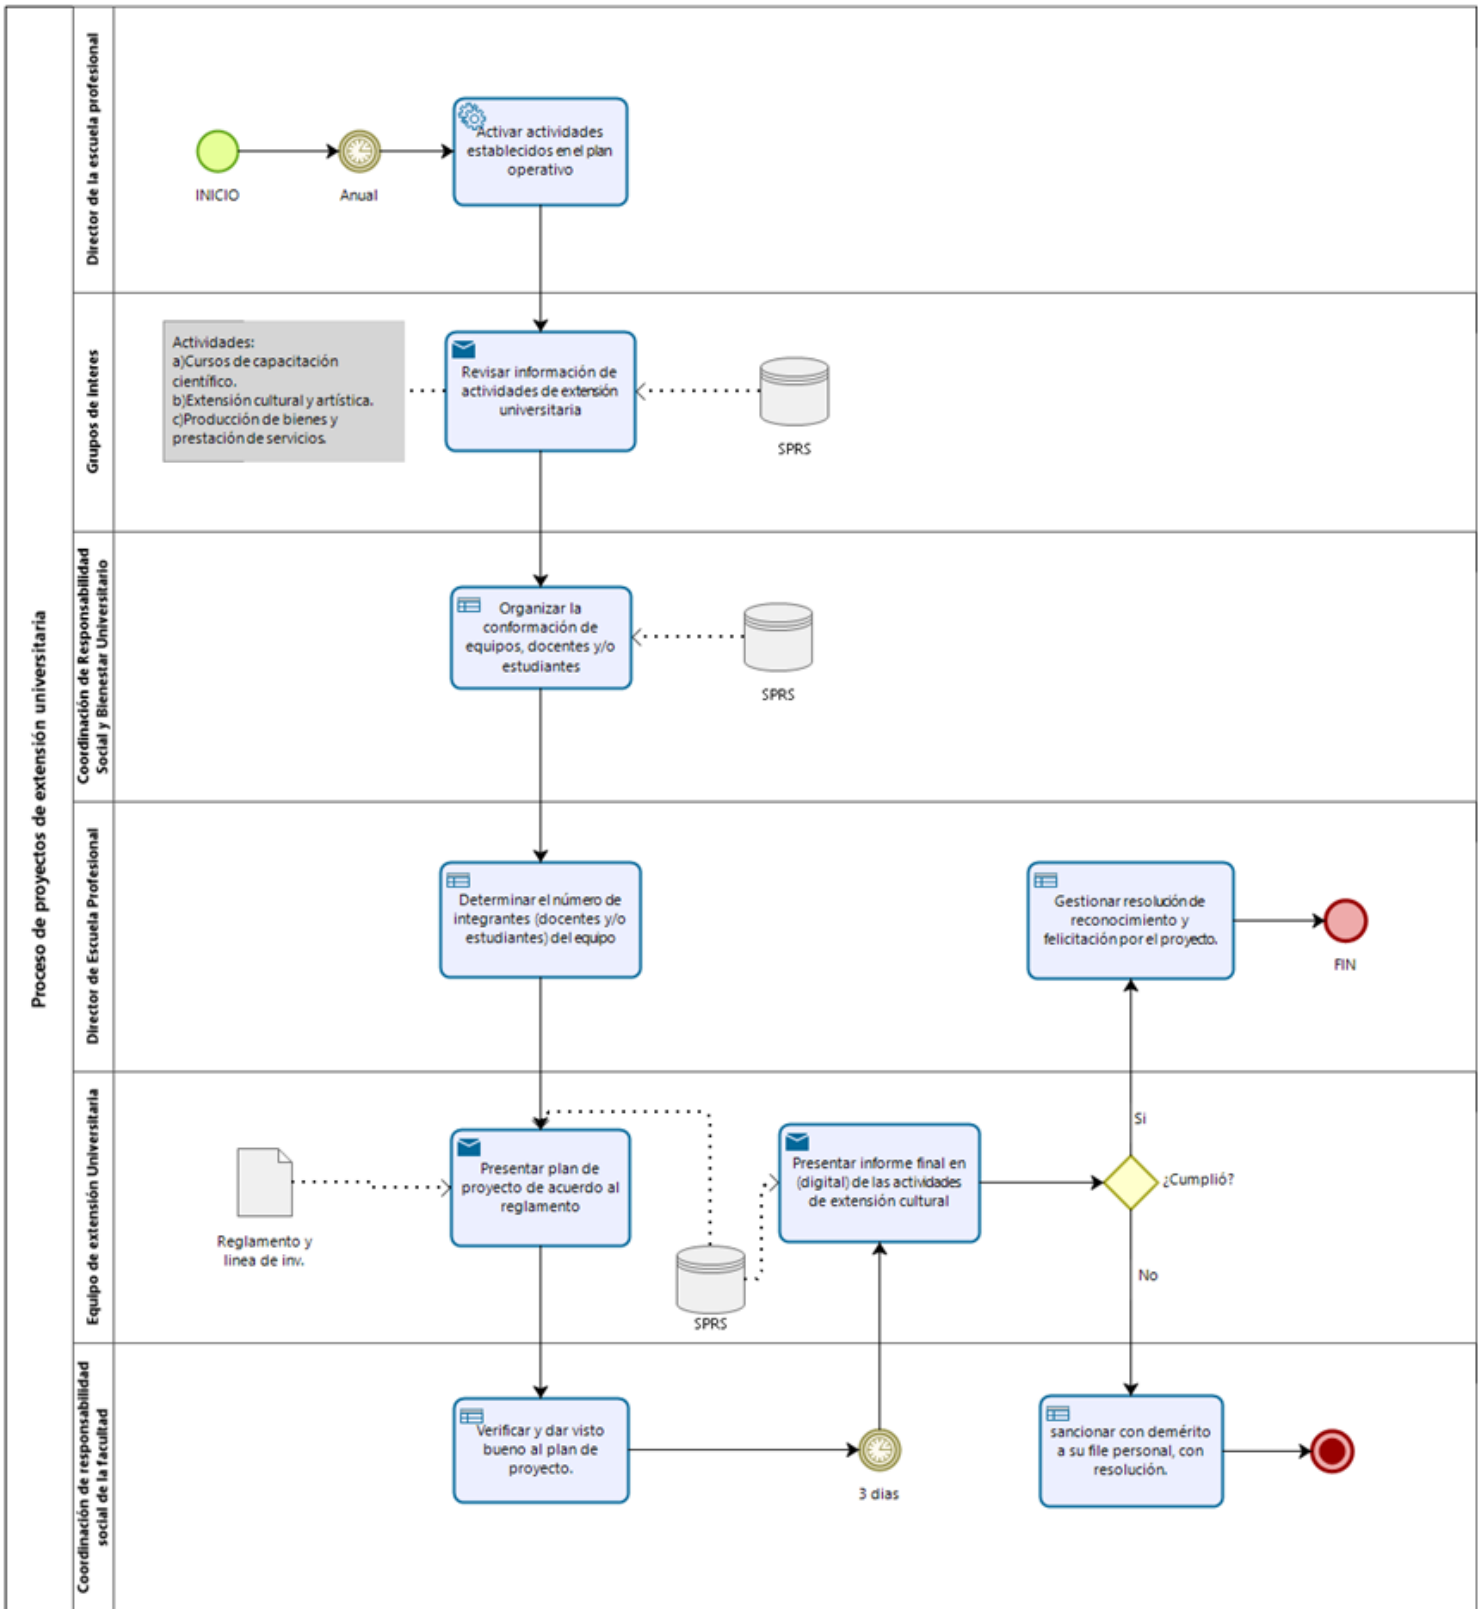 Proceso de proyectos de extensión universitaria
Director de la escuela profesional
INICIO
Anual
Activar actividades
establecidos en el plan
operativo
Grupos de interes
Actividades:
a)Cursos de capacitación
científico.
b)Extensión cultural y artística.
c)Producción de bienes y
prestación de servicios.
Revisar información de
actividades de extensión
universitaria
SPRS
Coordinación de Responsabilidad
Social y Bienestar Universitario
Organizar la
conformación de
equipos, docentes y/o
estudiantes
SPRS
Director de Escuela Profesional
Determinar el número de
integrantes (docentes y/o
estudiantes) del equipo
Gestionar resolución de
reconocimiento y
felicitación por el proyecto.
FIN
Equipo de extensión Universitaria
Reglamento y
linea de inv.
Presentar plan de
proyecto de acuerdo al
reglamento
SPRS
Presentar informe final en
(digital) de las actividades
de extensión cultural
¿Cumplió?
Si
No
Coordinación de responsabilidad
social de la facultad
Verificar y dar visto
bueno al plan de
proyecto.
3 dias
sancionar con demérito
a su file personal, con
resolución.